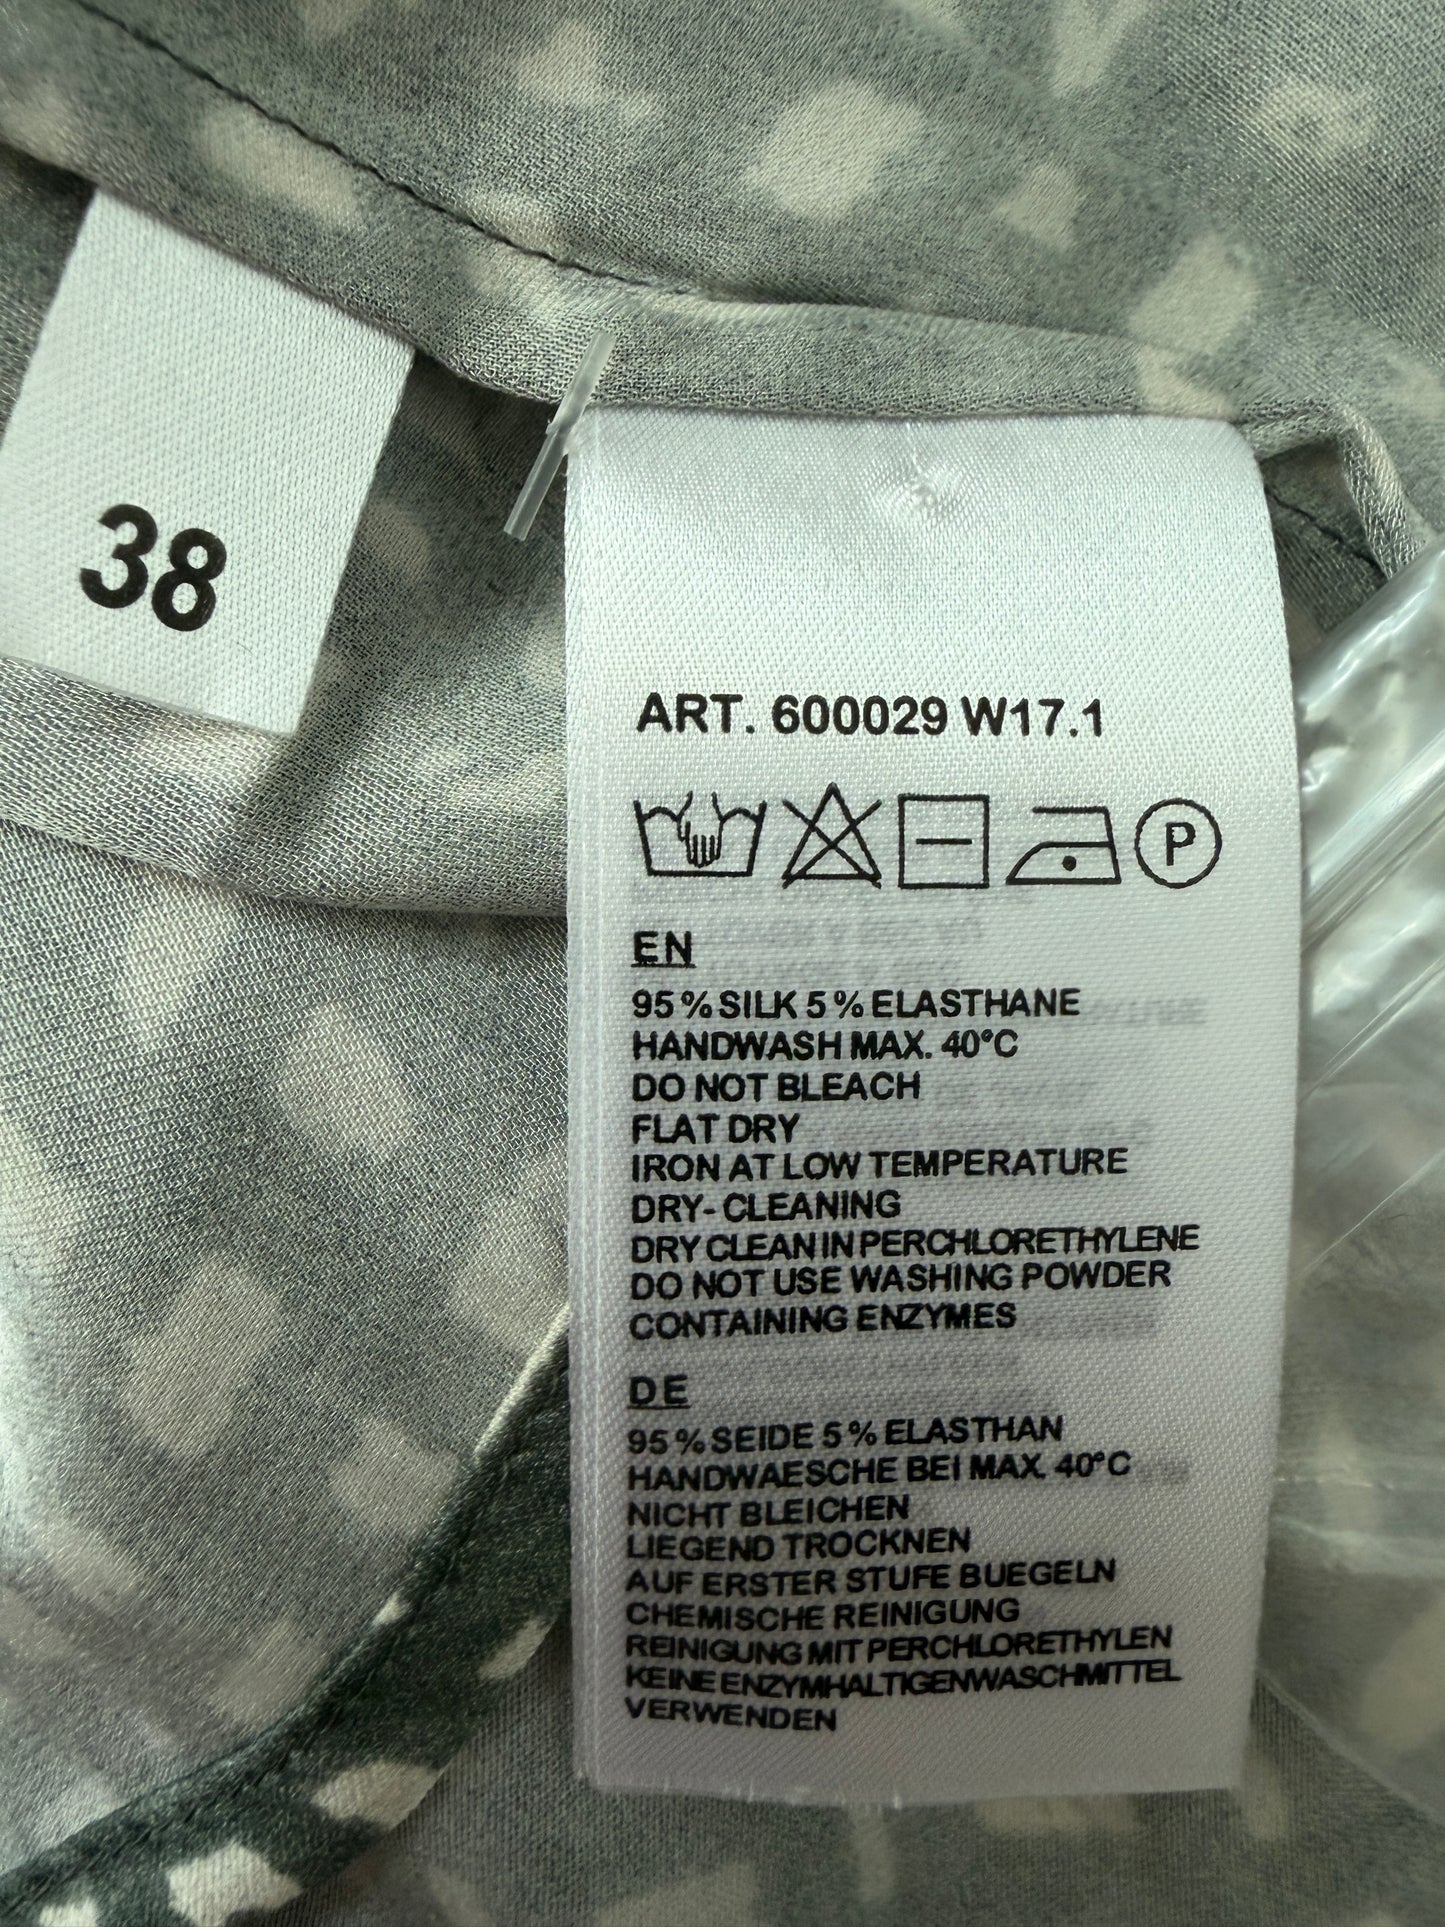 38
ART. 600029 W17.1
P
EN
95 % SILK 5 % ELASTHANE
HANDWASH MAX. 40°C
DO NOT BLEACH
FLAT DRY
IRON AT LOW TEMPERATURE
DRY- CLEANING
DRY CLEAN IN PERCHLORETHYLENE
DO NOT USE WASHING POWDER
CONTAINING ENZYMES
DE
95 % SEIDE 5 % ELASTHAN
HANDWAESCHE BEI MAX. 40°C
NICHT BLEICHEN
LIEGEND TROCKNEN
AUF ERSTER STUFE BUEGELN
CHEMISCHE REINIGUNG
REINIGUNG MIT PERCHLORETHYLEN
KEINE ENZYMHALTIGEN WASCHMITTEL
VERWENDEN